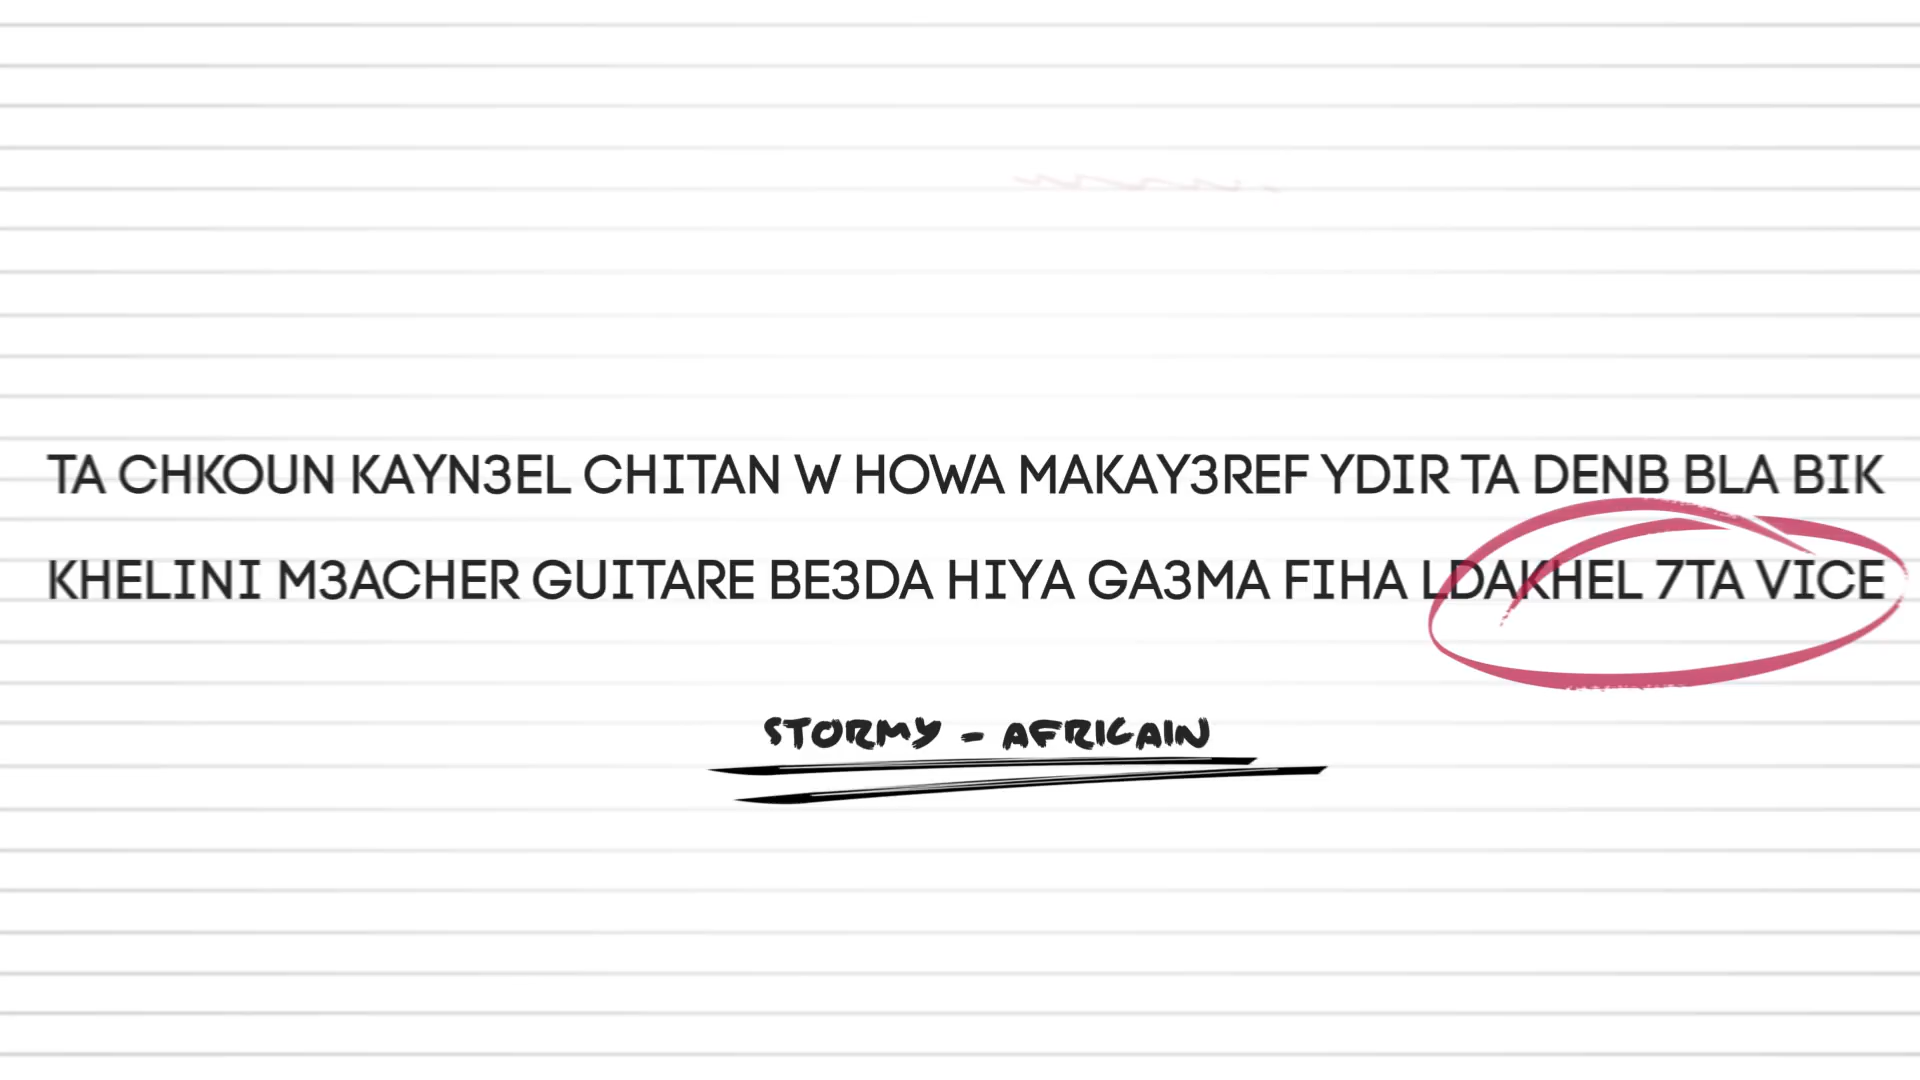 TA CHKOUN KAYN3EL CHITAN W HOWA MAKAY3REF YDIR TA DENB BLA BIK
KHELINI M3ACHER GUITARE BE3DA HIYA GA3MA FIHA LDAKHEL 7TA VICE
STORMY - AFRICAIN